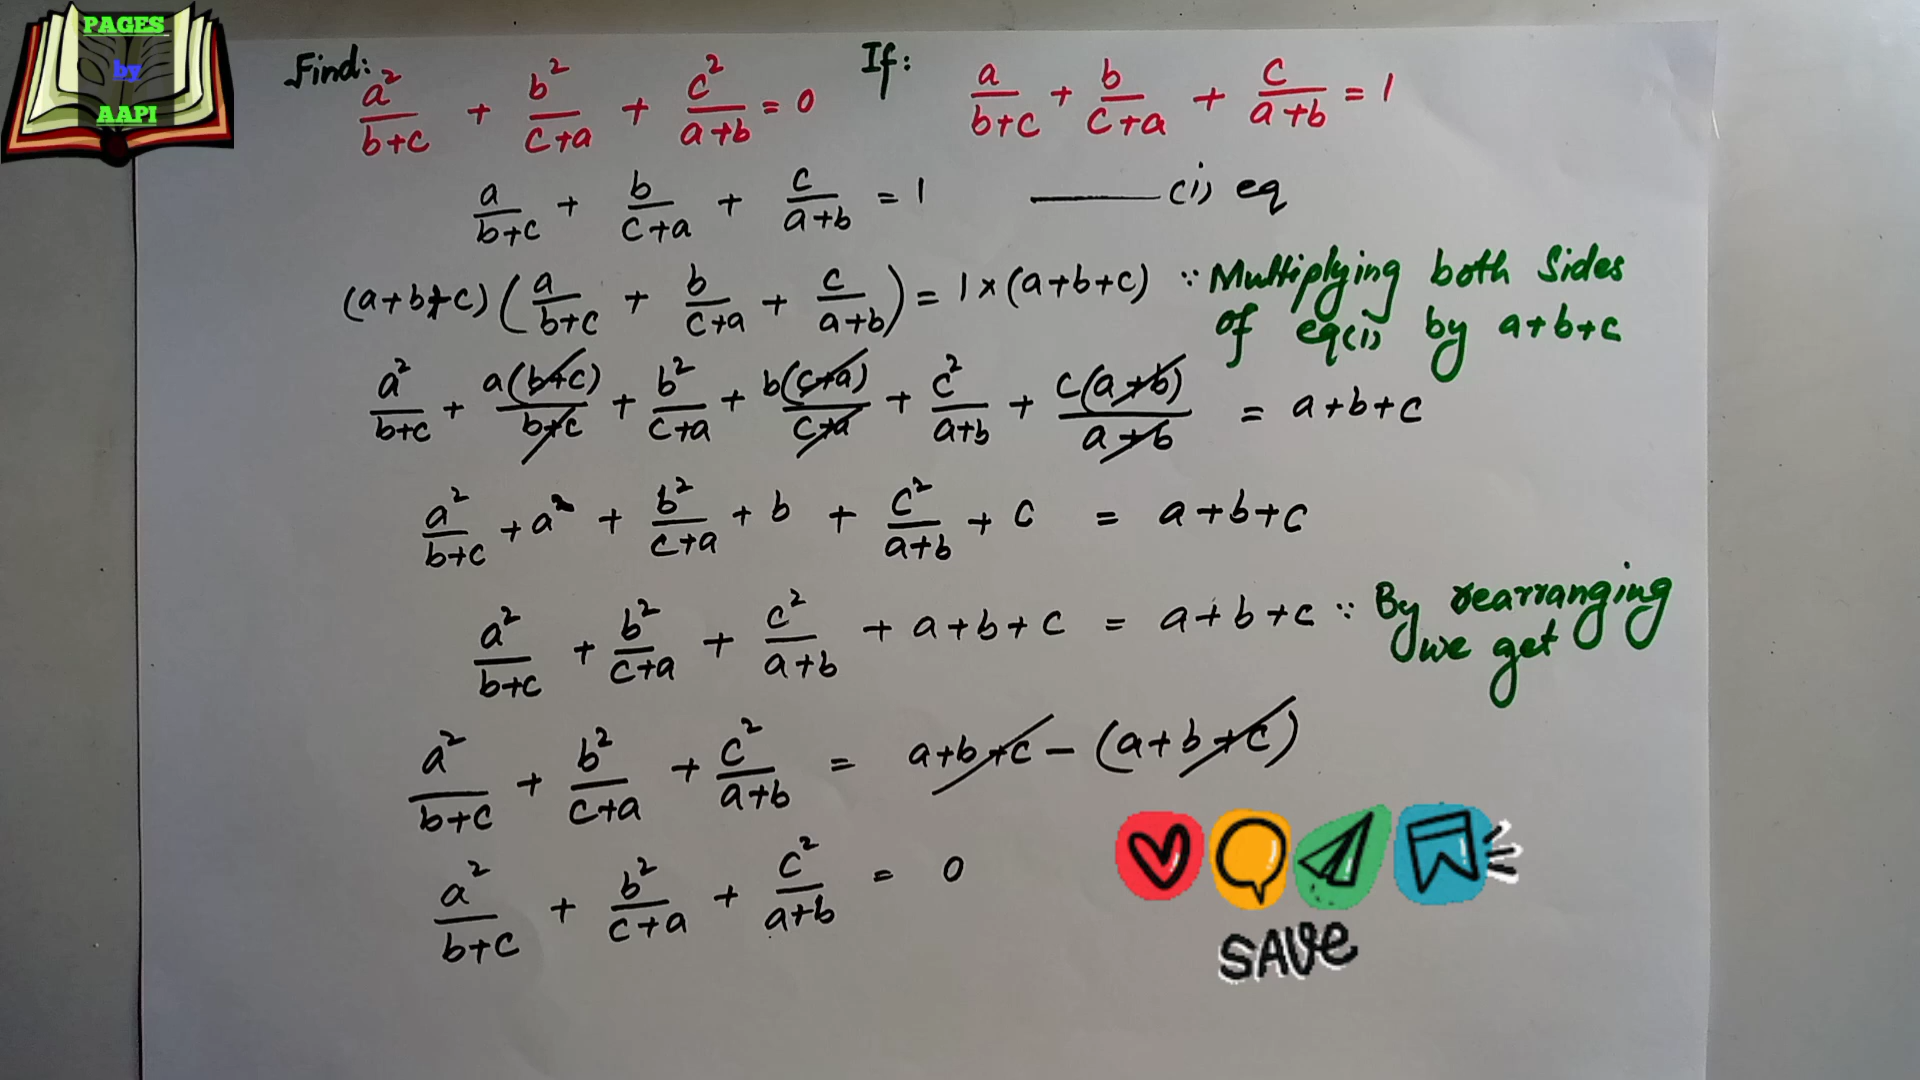 PAGES
by
AAPI
Find: a²/(b+c) + b²/(c+a) + c²/(a+b) = 0 If: a/(b+c) + b/(c+a) + c/(a+b) = 1
a/(b+c) + b/(c+a) + c/(a+b) = 1 ——— (i) eq
(a+b+c) (a/(b+c) + b/(c+a) + c/(a+b)) = 1 × (a+b+c) ∵ Multiplying both Sides
of eq(i) by a+b+c
a²/(b+c) + a(b+c)/(b+c) + b²/(c+a) + b(c+a)/(c+a) + c²/(a+b) + c(a+b)/(a+b) = a+b+c
a²/(b+c) + a + b²/(c+a) + b + c²/(a+b) + c = a+b+c
a²/(b+c) + b²/(c+a) + c²/(a+b) + a+b+c = a+b+c ∵ By rearranging
we get
a²/(b+c) + b²/(c+a) + c²/(a+b) = a+b+c - (a+b+c)
a²/(b+c) + b²/(c+a) + c²/(a+b) = 0
SAVe